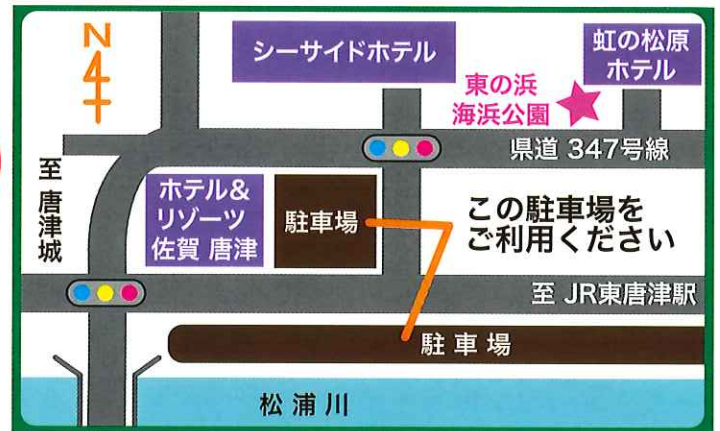 N
シーサイドホテル
虹の松原
ホテル
東の浜
海浜公園
県道 347号線
至 唐津城
ホテル&
リゾーツ
佐賀 唐津
駐車場
この駐車場を
ご利用ください
至 JR東唐津駅
駐車場
松浦川